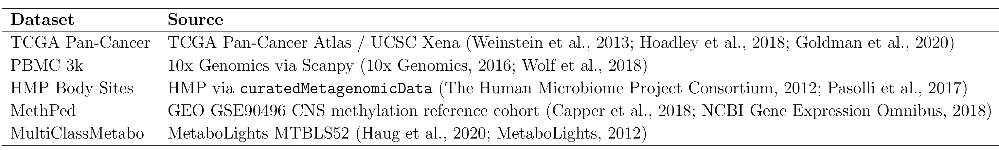 Dataset Source
TCGA Pan-Cancer TCGA Pan-Cancer Atlas / UCSC Xena (Weinstein et al., 2013; Hoadley et al., 2018; Goldman et al., 2020)
PBMC 3k 10x Genomics via Scanpy (10x Genomics, 2016; Wolf et al., 2018)
HMP Body Sites HMP via curatedMetagenomicData (The Human Microbiome Project Consortium, 2012; Pasolli et al., 2017)
MethPed GEO GSE90496 CNS methylation reference cohort (Capper et al., 2018; NCBI Gene Expression Omnibus, 2018)
MultiClassMetabo MetaboLights MTBLS52 (Haug et al., 2020; MetaboLights, 2012)